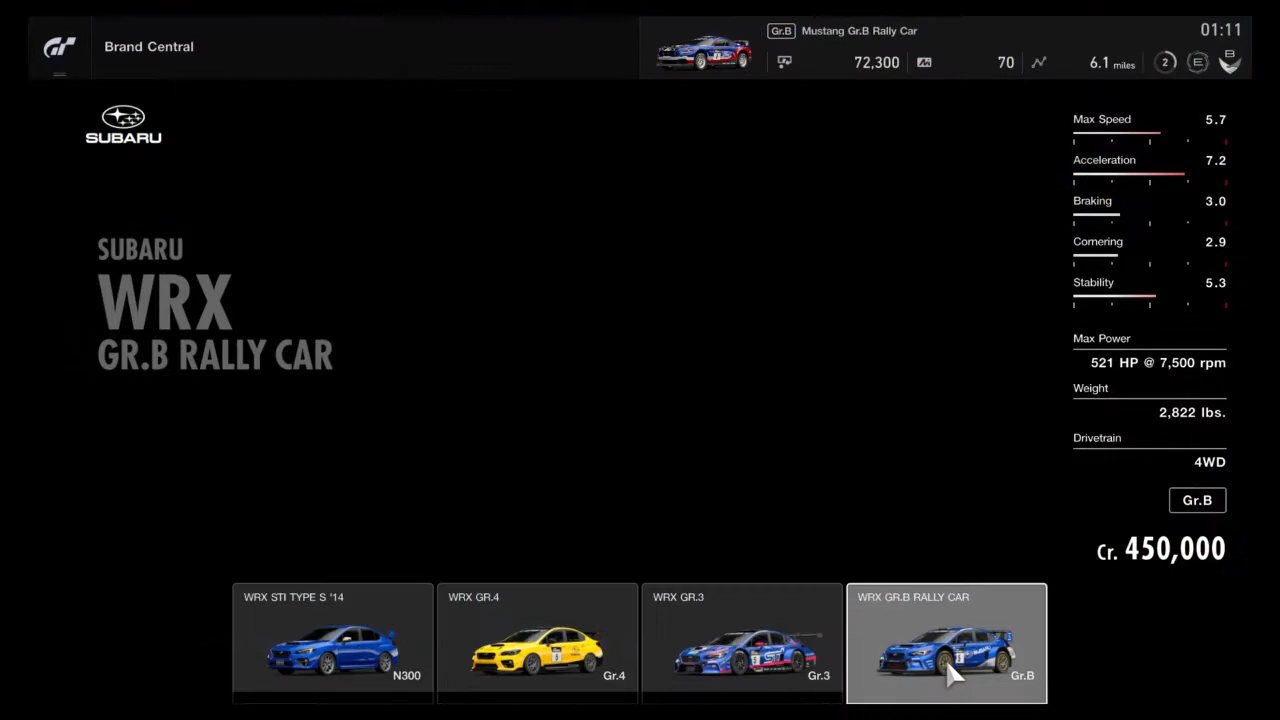 Brand Central
Gr.B Mustang Gr.B Rally Car
72,300 70 6.1 miles 2 E B
01:11
SUBARU
SUBARU
WRX
GR.B RALLY CAR
Max Speed 5.7
Acceleration 7.2
Braking 3.0
Cornering 2.9
Stability 5.3
Max Power
521 HP @ 7,500 rpm
Weight
2,822 lbs.
Drivetrain
4WD
Gr.B
Cr. 450,000
WRX STI TYPE S '14
N300
WRX GR.4
Gr.4
WRX GR.3
Gr.3
WRX GR.B RALLY CAR
Gr.B